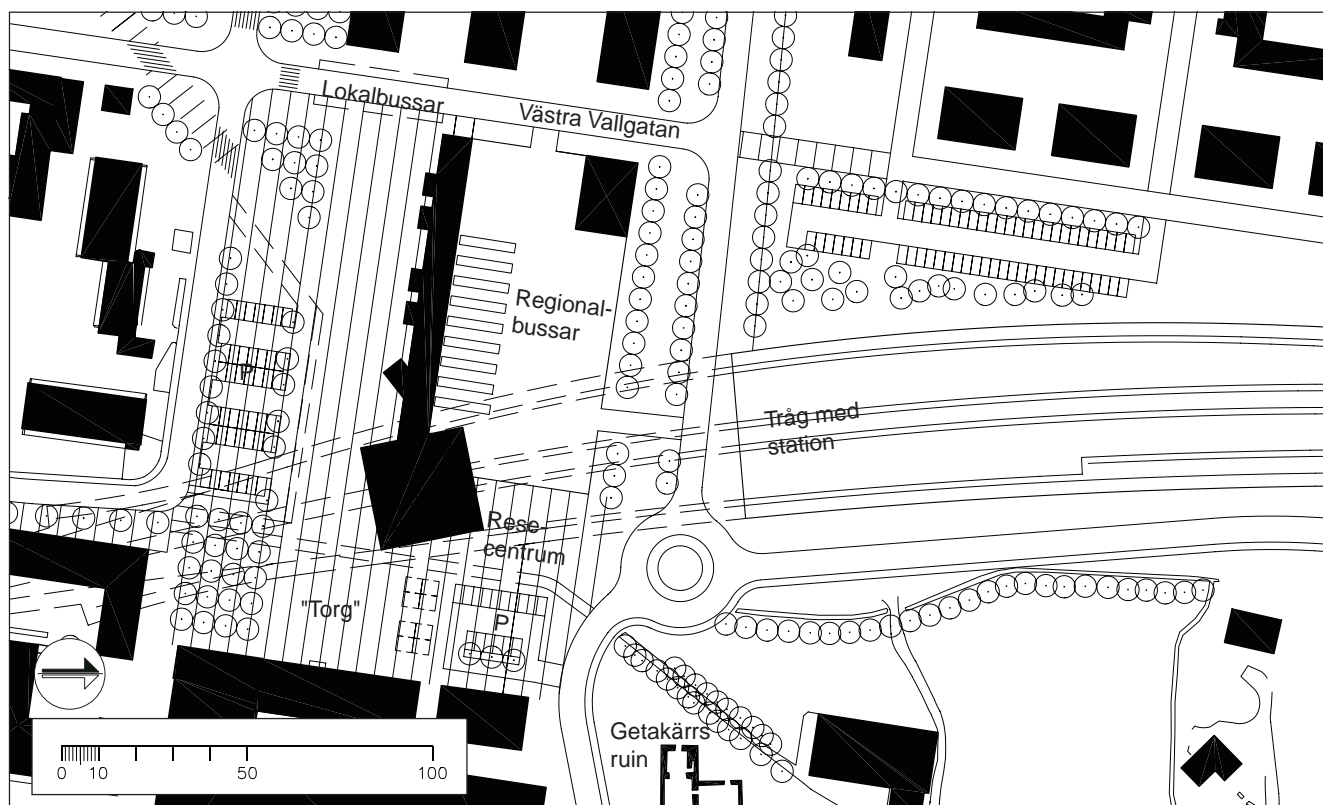 Lokalbussar
Västra Vallgatan
Regional-
bussar
P
Tråg med
station
Rese-
centrum
"Torg"
P
Getakärrs
ruin
0 10 50 100